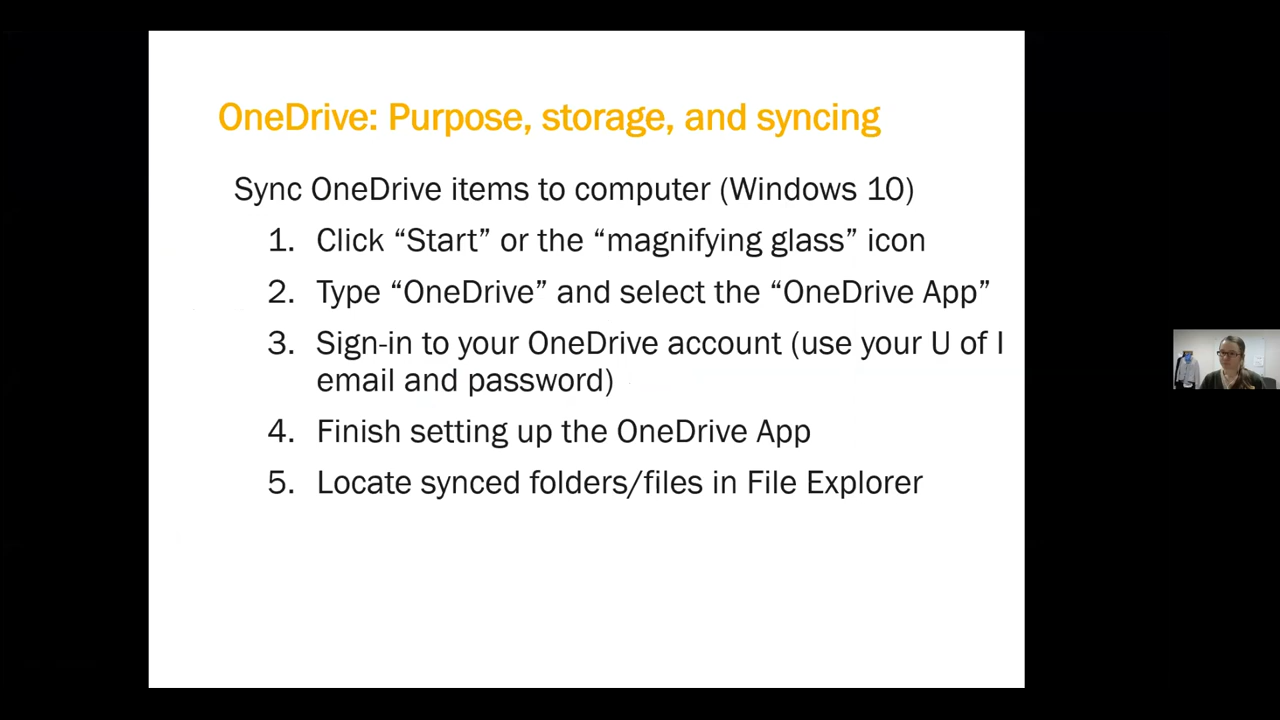 OneDrive: Purpose, storage, and syncing
Sync OneDrive items to computer (Windows 10)
1. Click “Start” or the “magnifying glass” icon
2. Type “OneDrive” and select the “OneDrive App”
3. Sign-in to your OneDrive account (use your U of I
email and password)
4. Finish setting up the OneDrive App
5. Locate synced folders/files in File Explorer